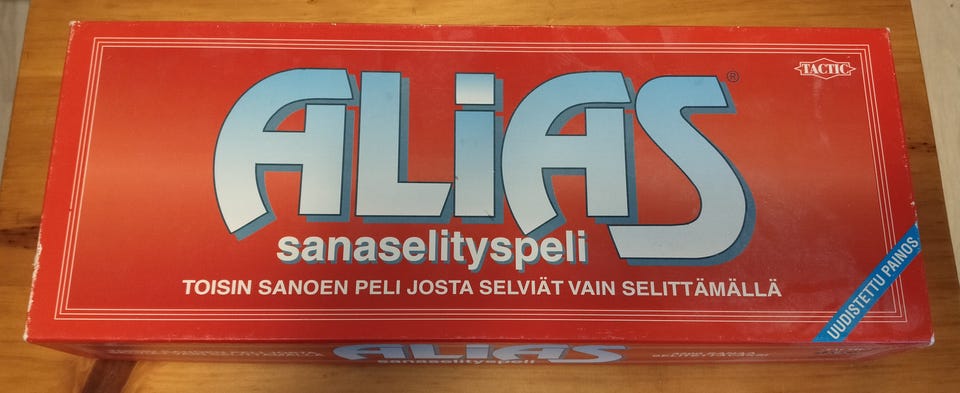 TACTIC
ALiAS®
sanaselityspeli
TOISIN SANOEN PELI JOSTA SELVIÄT VAIN SELITTÄMÄLLÄ
UUDISTETTU PAINOS
ALiAS
sanaselityspeli